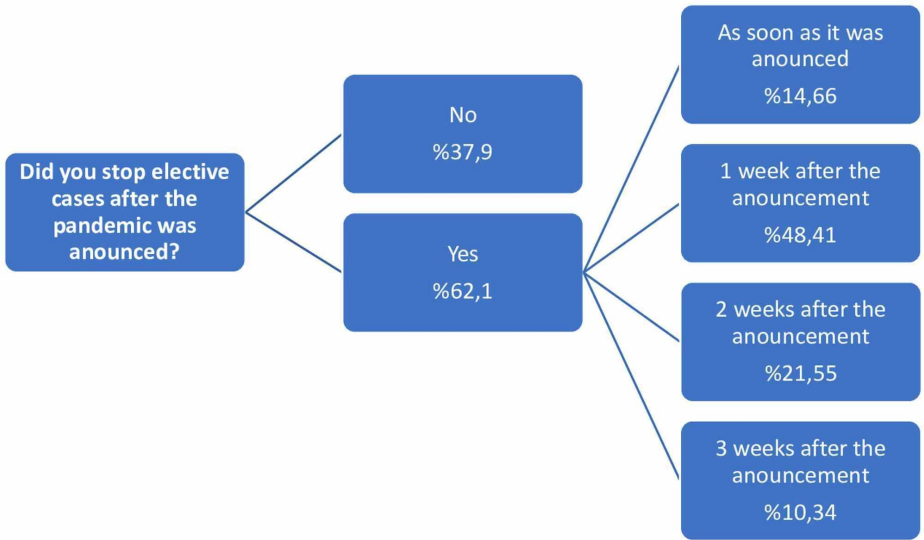 Did you stop elective
cases after the
pandemic was
anounced?
No
%37,9
Yes
%62,1
As soon as it was
anounced
%14,66
1 week after the
anouncement
%48,41
2 weeks after the
anouncement
%21,55
3 weeks after the
anouncement
%10,34